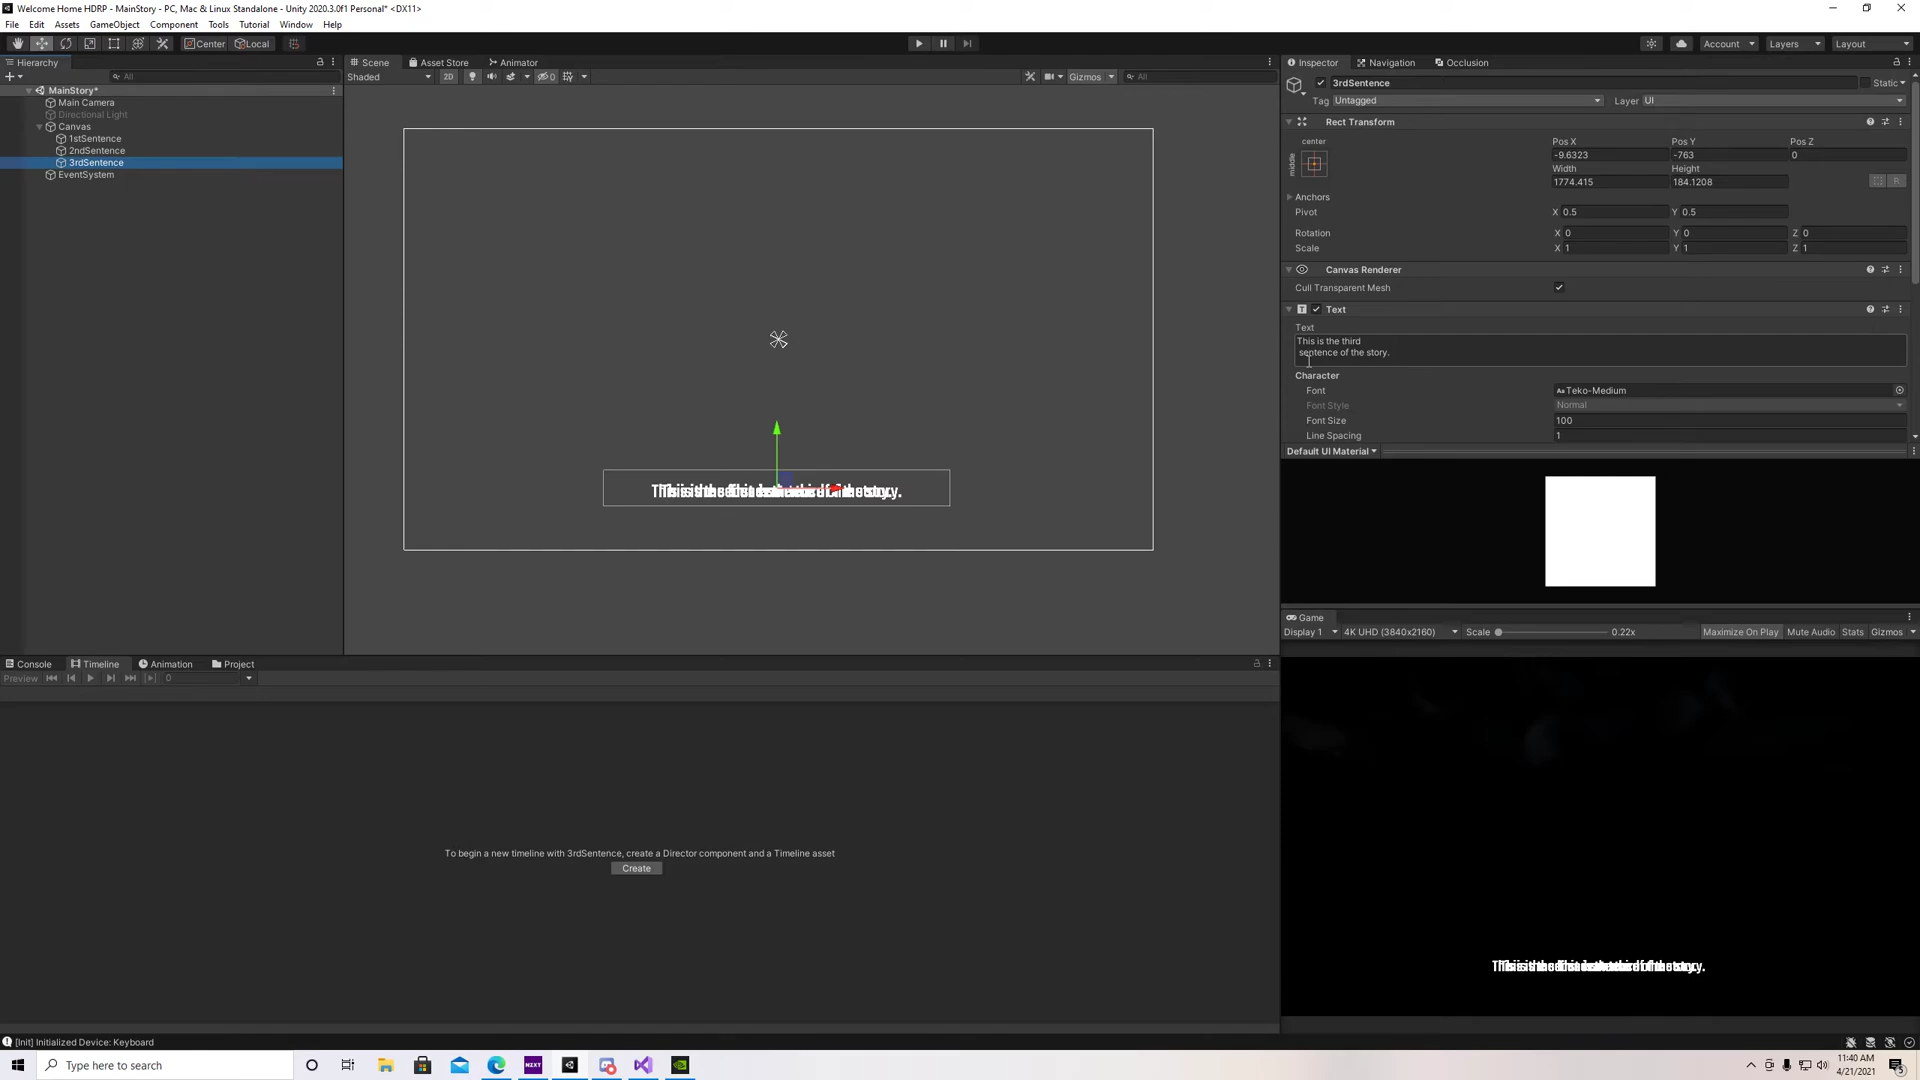 Welcome Home HDRP - MainStory - PC, Mac & Linux Standalone - Unity 2020.3.0f1 Personal* <DX11>
File Edit Assets GameObject Component Tools Tutorial Window Help
Center Local Account Layers Layout
Hierarchy
All
MainStory*
Main Camera
Directional Light
Canvas
1stSentence
2ndSentence
3rdSentence
EventSystem
Scene Asset Store Animator
Shaded 2D 0 Gizmos All
Inspector Navigation Occlusion
3rdSentence Static
Tag Untagged Layer UI
Rect Transform
center
middle
Pos X Pos Y Pos Z
-9.6323 -763 0
Width Height
1774.415 184.1208 R
Anchors
Pivot X 0.5 Y 0.5
Rotation X 0 Y 0 Z 0
Scale X 1 Y 1 Z 1
Canvas Renderer
Cull Transparent Mesh
Text
Text
This is the third
sentence of the story.
Character
Font Aa Teko-Medium
Font Style Normal
Font Size 100
Line Spacing 1
Default UI Material
Game
Display 1 4K UHD (3840x2160) Scale 0.22x Maximize On Play Mute Audio Stats Gizmos
Console Timeline Animation Project
Preview 0
To begin a new timeline with 3rdSentence, create a Director component and a Timeline asset
Create
[Init] Initialized Device: Keyboard
Type here to search
NZXT
11:40 AM
4/21/2021
5